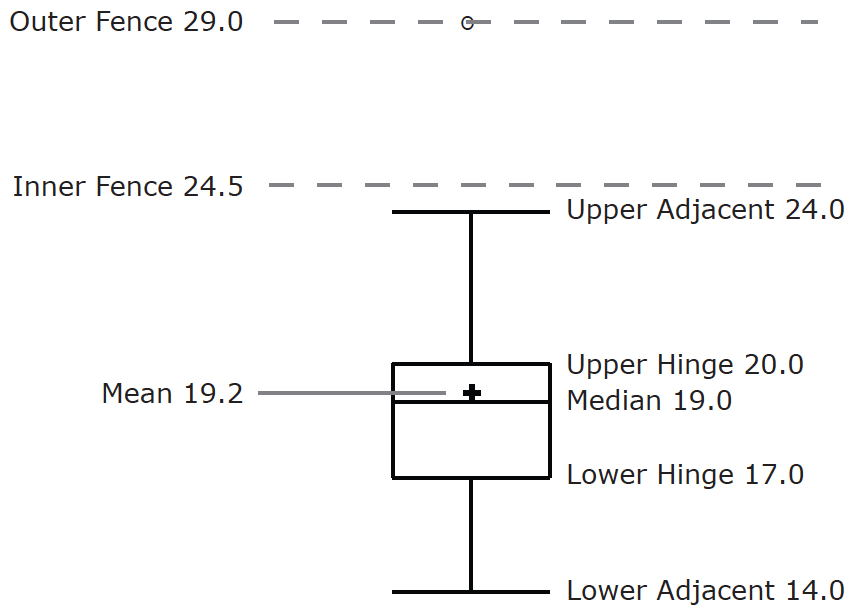 Outer Fence 29.0
Inner Fence 24.5
Upper Adjacent 24.0
Upper Hinge 20.0
Mean 19.2
Median 19.0
Lower Hinge 17.0
Lower Adjacent 14.0